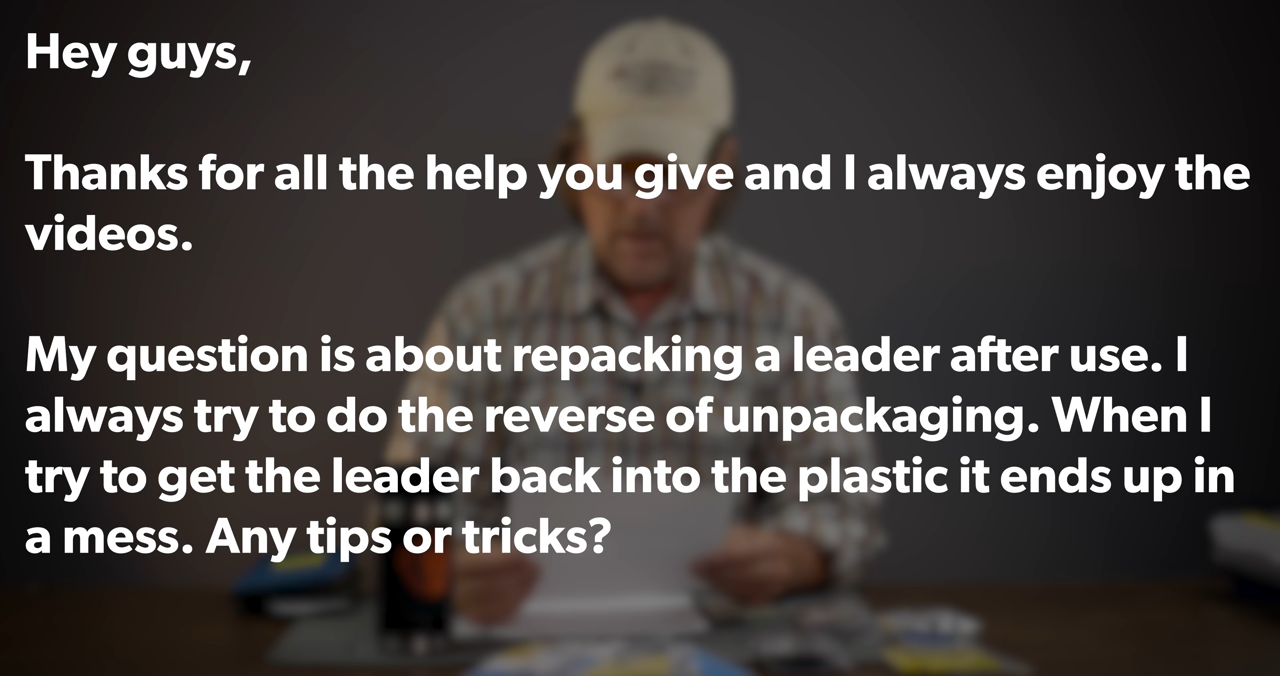 Hey guys,
Thanks for all the help you give and I always enjoy the
videos.
My question is about repacking a leader after use. I
always try to do the reverse of unpackaging. When I
try to get the leader back into the plastic it ends up in
a mess. Any tips or tricks?